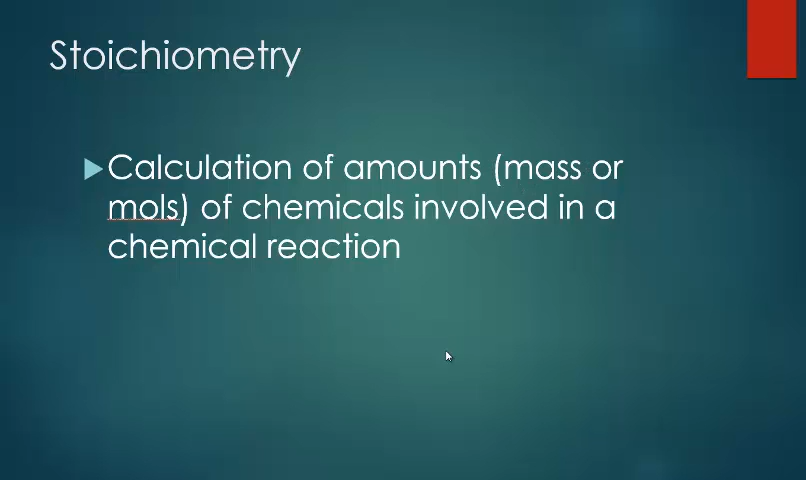 Stoichiometry
Calculation of amounts (mass or
mols) of chemicals involved in a
chemical reaction